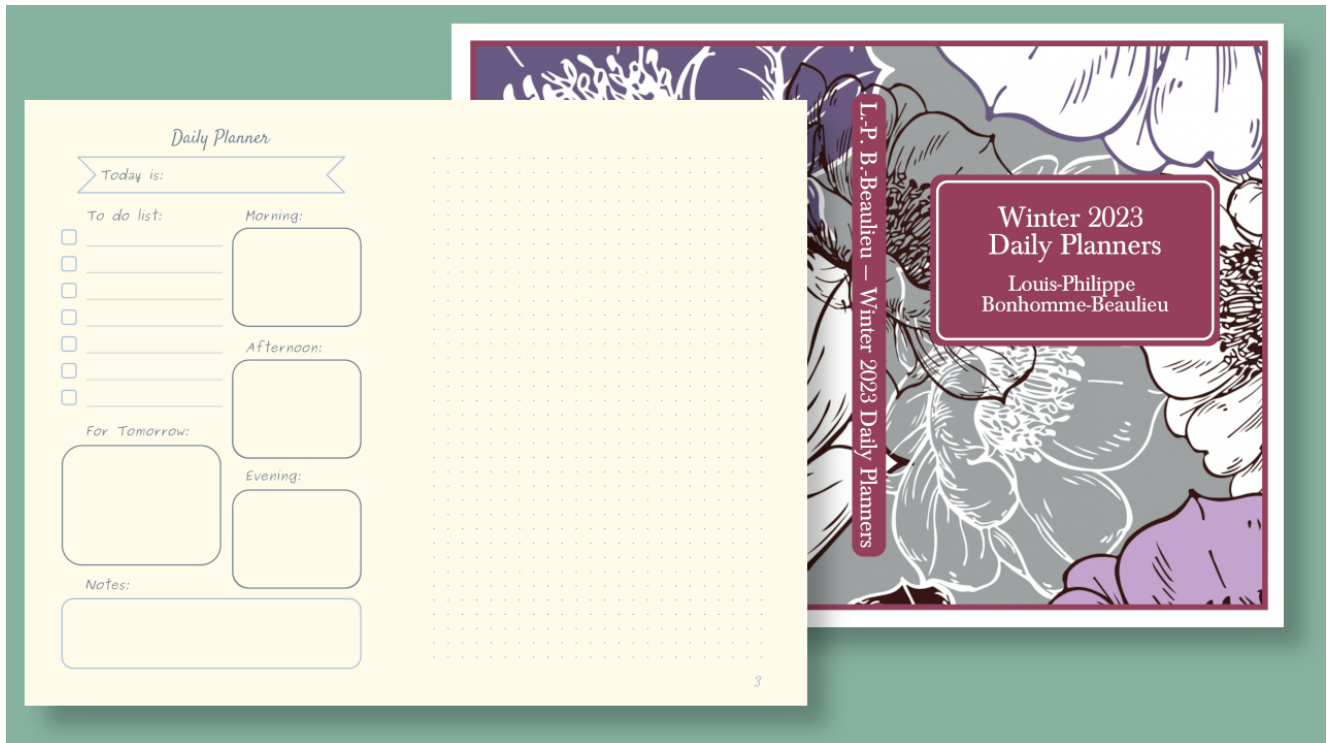 Daily Planner
Today is:
To do list:
Morning:
Afternoon:
For Tomorrow:
Evening:
Notes:
3
L.-P. B.-Beaulieu – Winter 2023 Daily Planners
Winter 2023
Daily Planners
Louis-Philippe
Bonhomme-Beaulieu